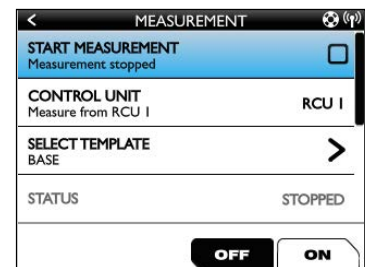 < MEASUREMENT
START MEASUREMENT
Measurement stopped
CONTROL UNIT
Measure from RCU 1
RCU 1
SELECT TEMPLATE
BASE
>
STATUS
STOPPED
OFF
ON